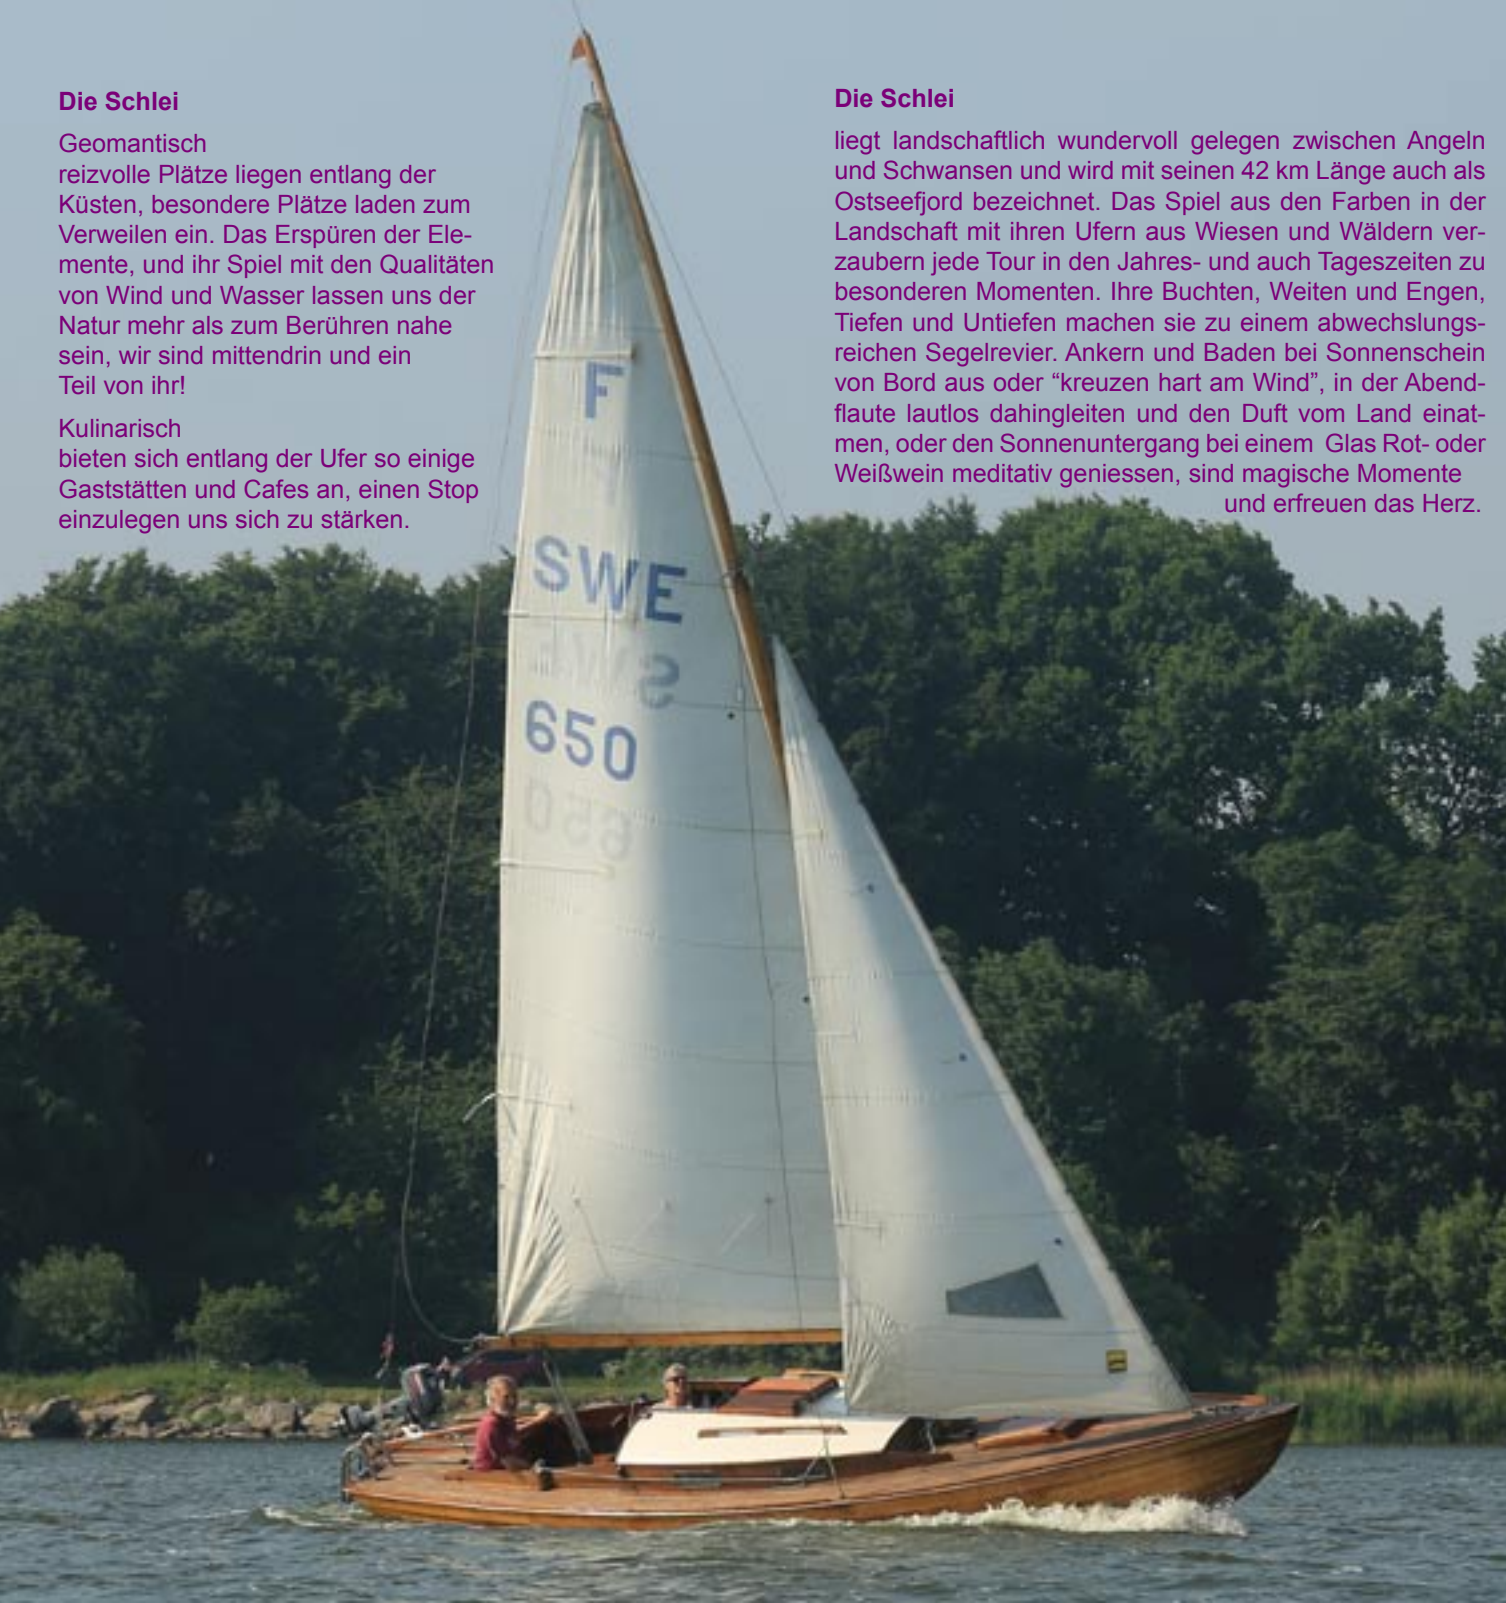 Die Schlei
Geomantisch
reizvolle Plätze liegen entlang der
Küsten, besondere Plätze laden zum
Verweilen ein. Das Erspüren der Ele-
mente, und ihr Spiel mit den Qualitäten
von Wind und Wasser lassen uns der
Natur mehr als zum Berühren nahe
sein, wir sind mittendrin und ein
Teil von ihr!
Kulinarisch
bieten sich entlang der Ufer so einige
Gaststätten und Cafes an, einen Stop
einzulegen uns sich zu stärken.
Die Schlei
liegt landschaftlich wundervoll gelegen zwischen Angeln
und Schwansen und wird mit seinen 42 km Länge auch als
Ostseefjord bezeichnet. Das Spiel aus den Farben in der
Landschaft mit ihren Ufern aus Wiesen und Wäldern ver-
zaubern jede Tour in den Jahres- und auch Tageszeiten zu
besonderen Momenten. Ihre Buchten, Weiten und Engen,
Tiefen und Untiefen machen sie zu einem abwechslungs-
reichen Segelrevier. Ankern und Baden bei Sonnenschein
von Bord aus oder “kreuzen hart am Wind”, in der Abend-
flaute lautlos dahingleiten und den Duft vom Land einat-
men, oder den Sonnenuntergang bei einem Glas Rot- oder
Weißwein meditativ geniessen, sind magische Momente
und erfreuen das Herz.
F
SWE
650